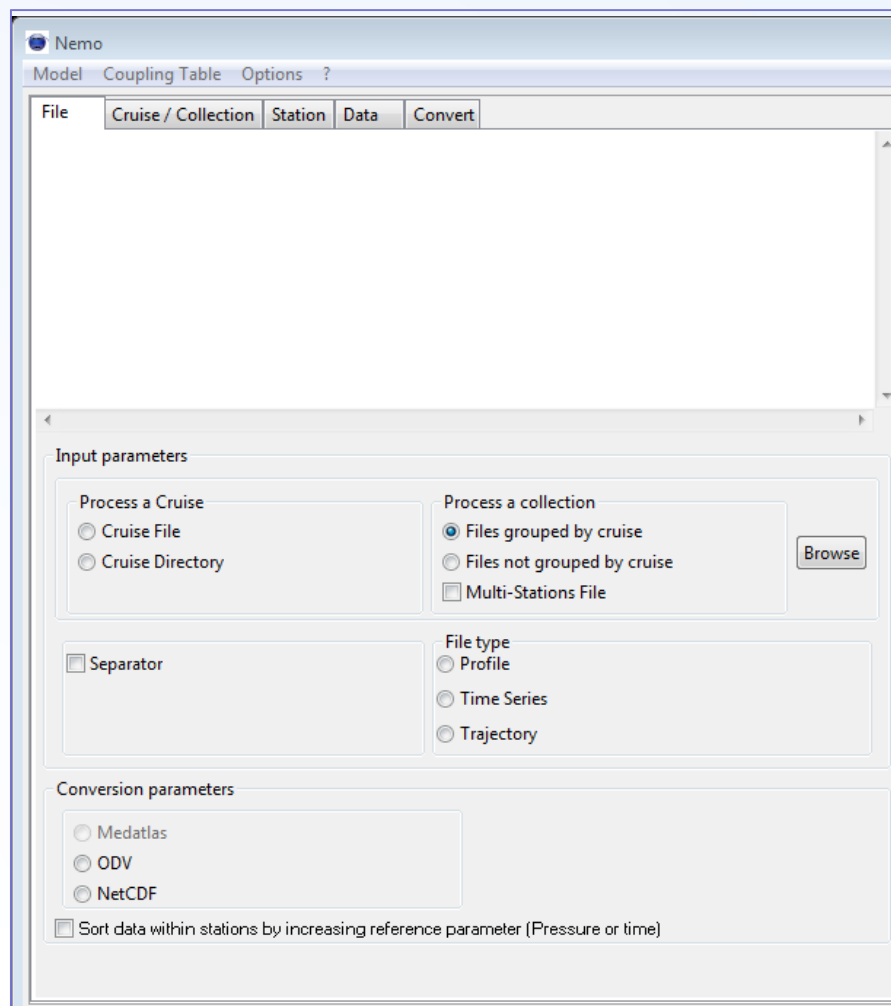 Nemo
Model Coupling Table Options ?
File Cruise / Collection Station Data Convert
Input parameters
Process a Cruise
Cruise File
Cruise Directory
Process a collection
Files grouped by cruise
Files not grouped by cruise
Multi-Stations File
Browse
Separator
File type
Profile
Time Series
Trajectory
Conversion parameters
Medatlas
ODV
NetCDF
Sort data within stations by increasing reference parameter (Pressure or time)